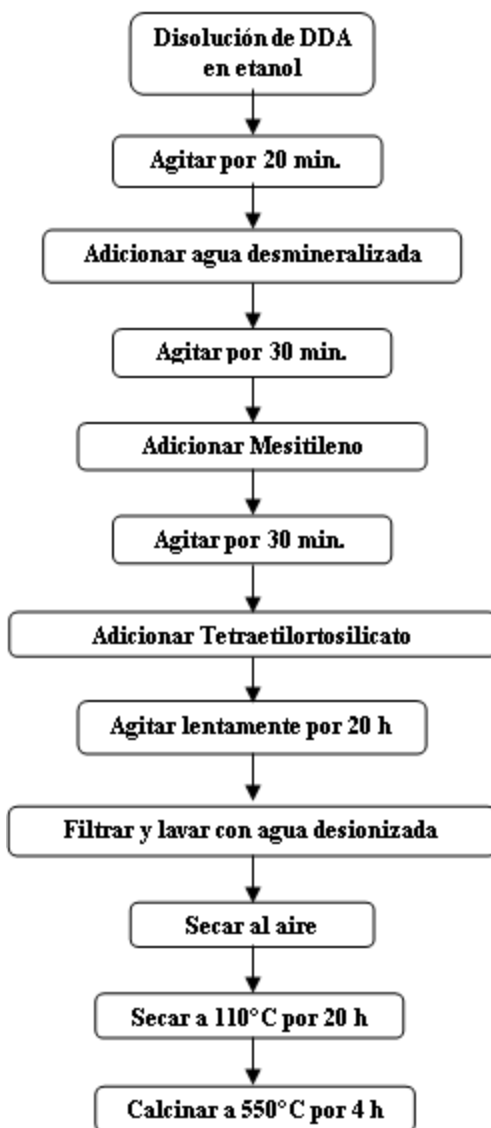 Disolución de DDA
en etanol
Agitar por 20 min.
Adicionar agua desmineralizada
Agitar por 30 min.
Adicionar Mesitileno
Agitar por 30 min.
Adicionar Tetraetilortosilicato
Agitar lentamente por 20 h
Filtrar y lavar con agua desionizada
Secar al aire
Secar a 110°C por 20 h
Calcinar a 550°C por 4 h